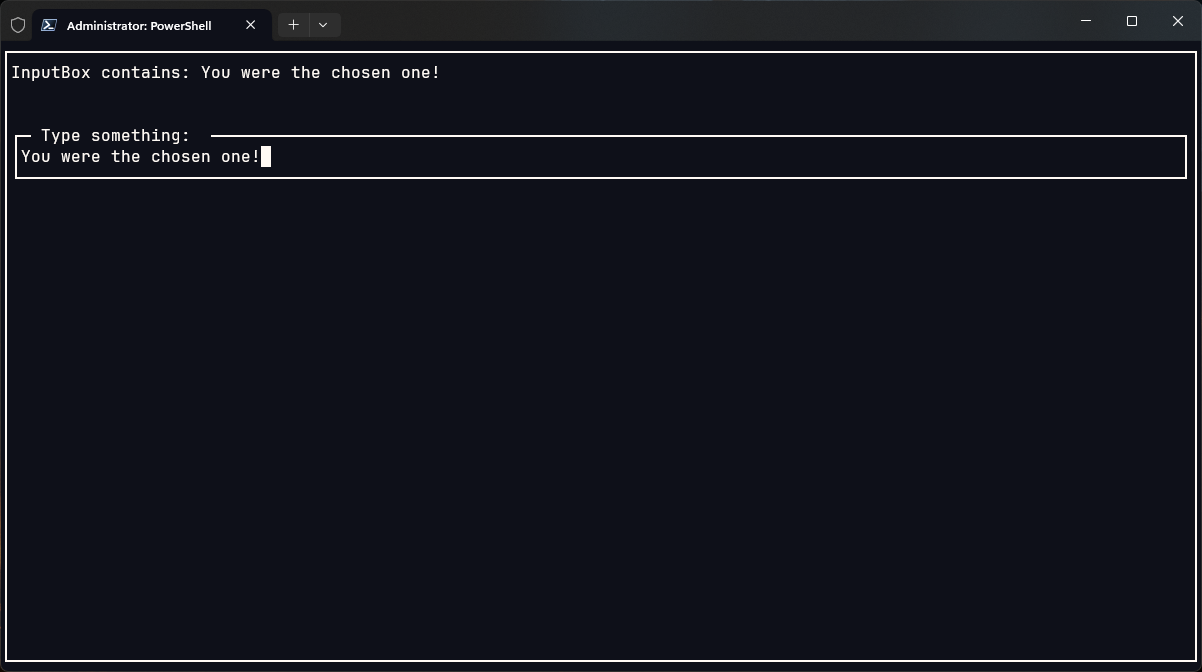 Administrator: PowerShell
InputBox contains: You were the chosen one!
Type something:
You were the chosen one!